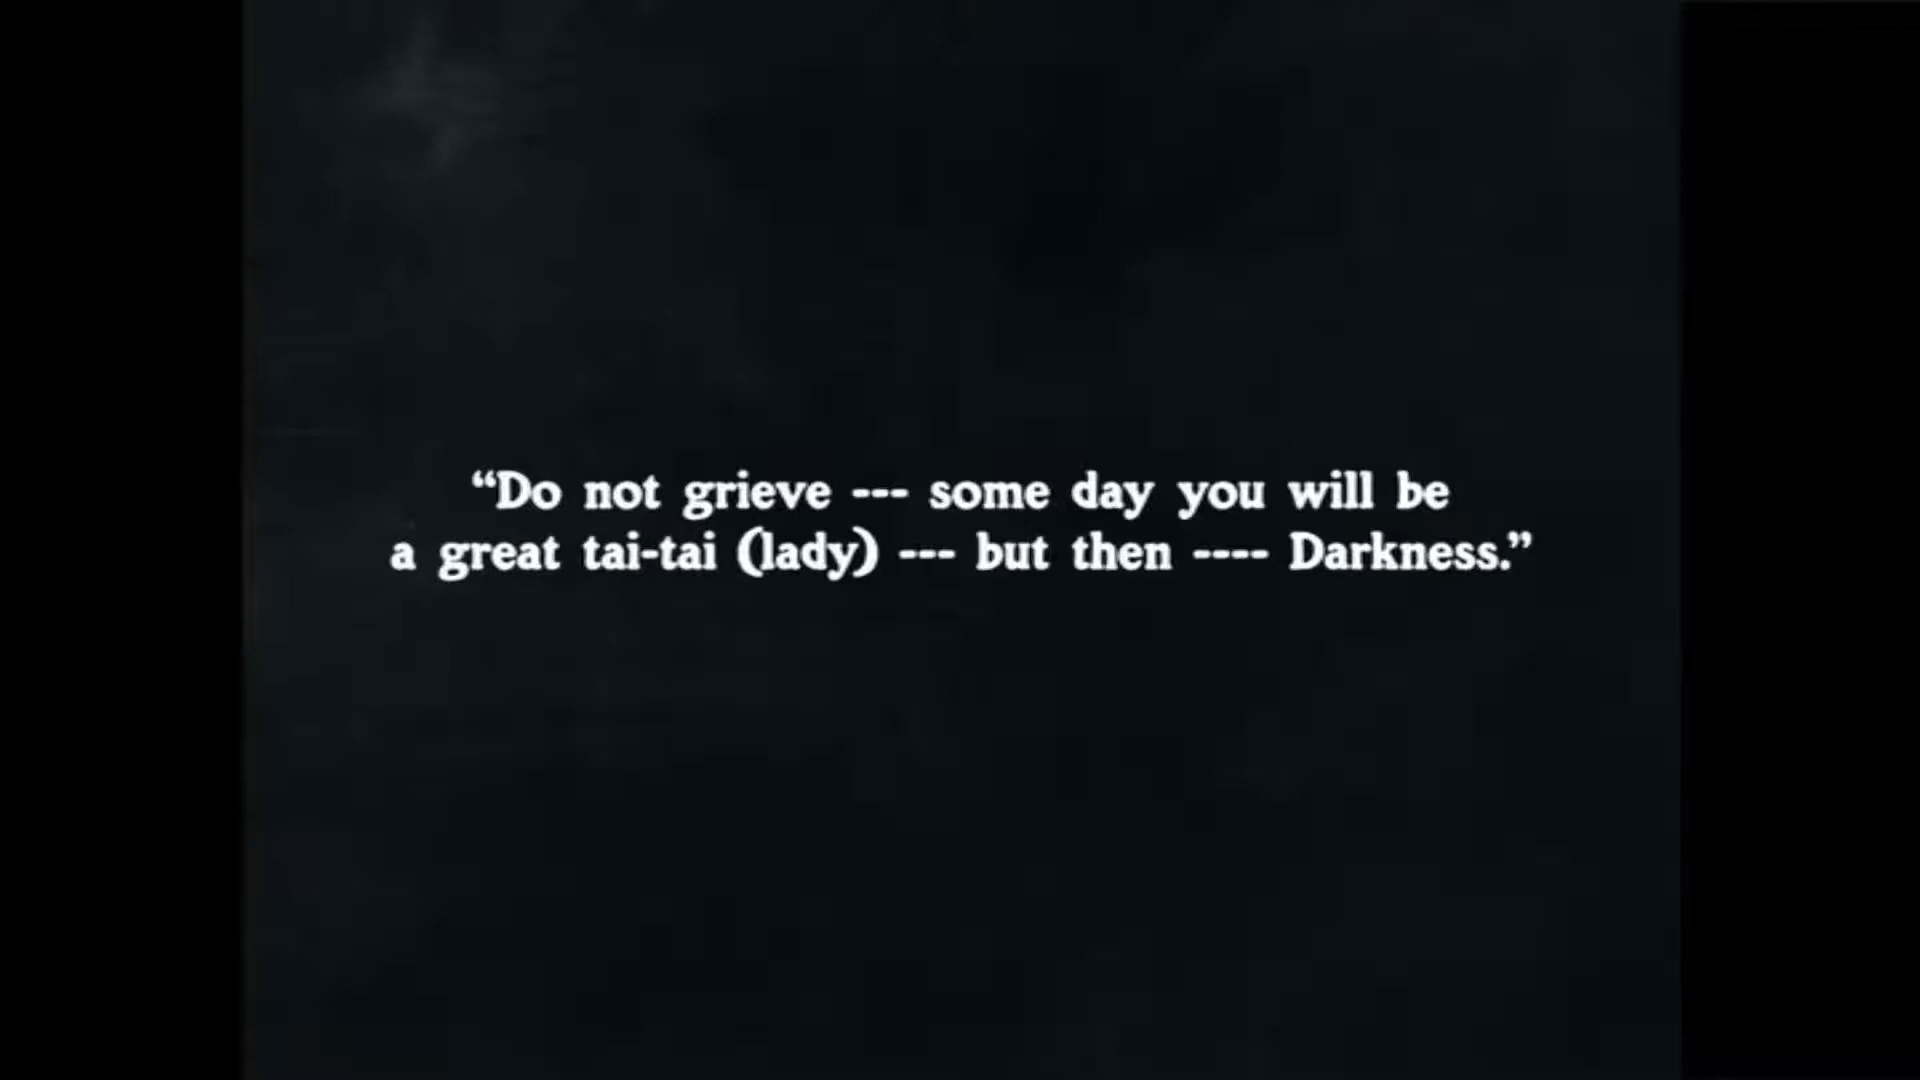 “Do not grieve --- some day you will be
a great tai-tai (lady) --- but then ---- Darkness.”